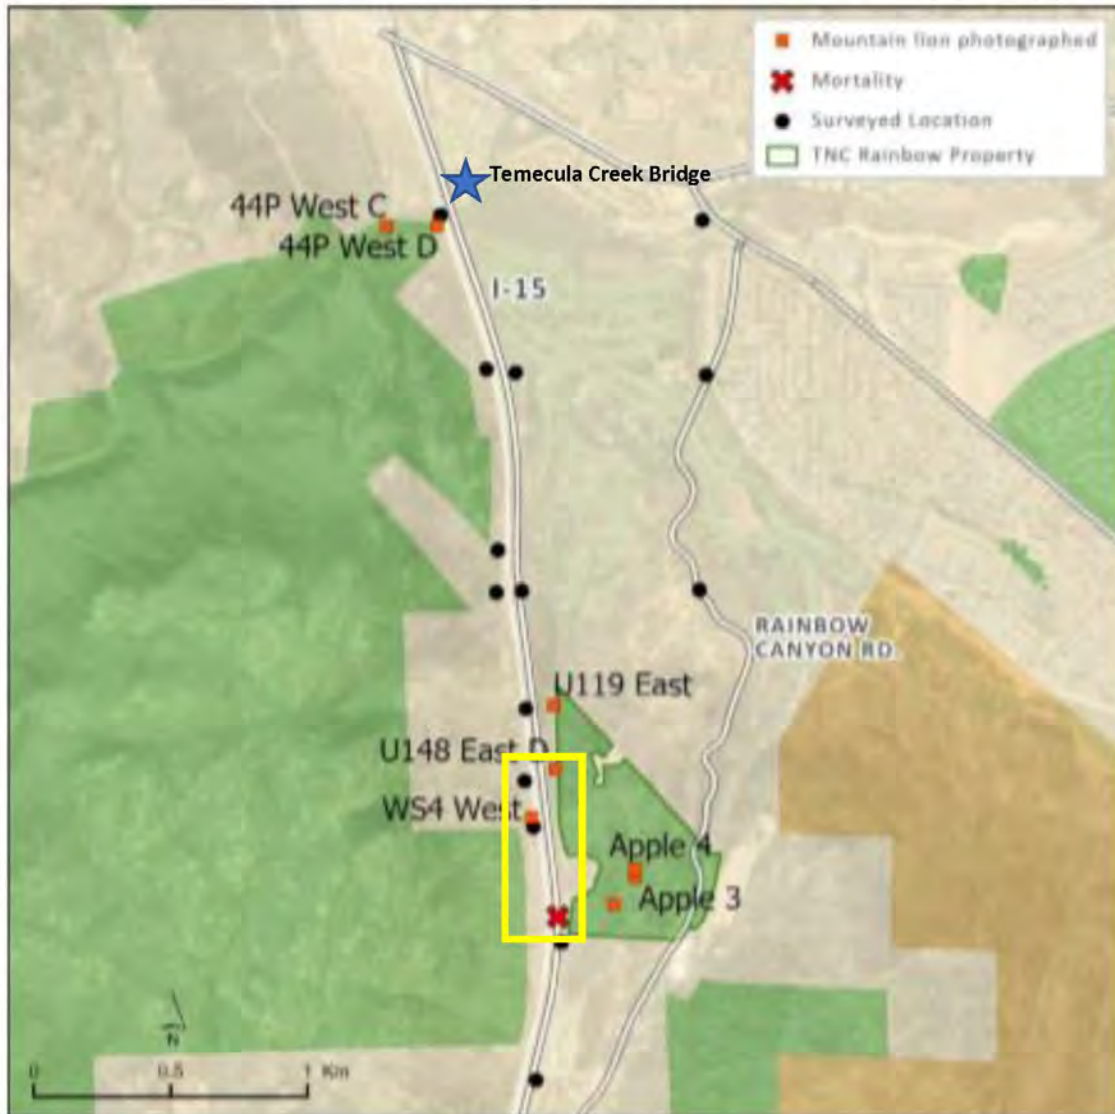 Mountain lion photographed
Mortality
Surveyed Location
TNC Rainbow Property
Temecula Creek Bridge
44P West C
44P West D
I-15
RAINBOW
CANYON RD
U119 East
U148 East D
WS4 West
Apple 4
Apple 3
N
0 0.5 1 Km